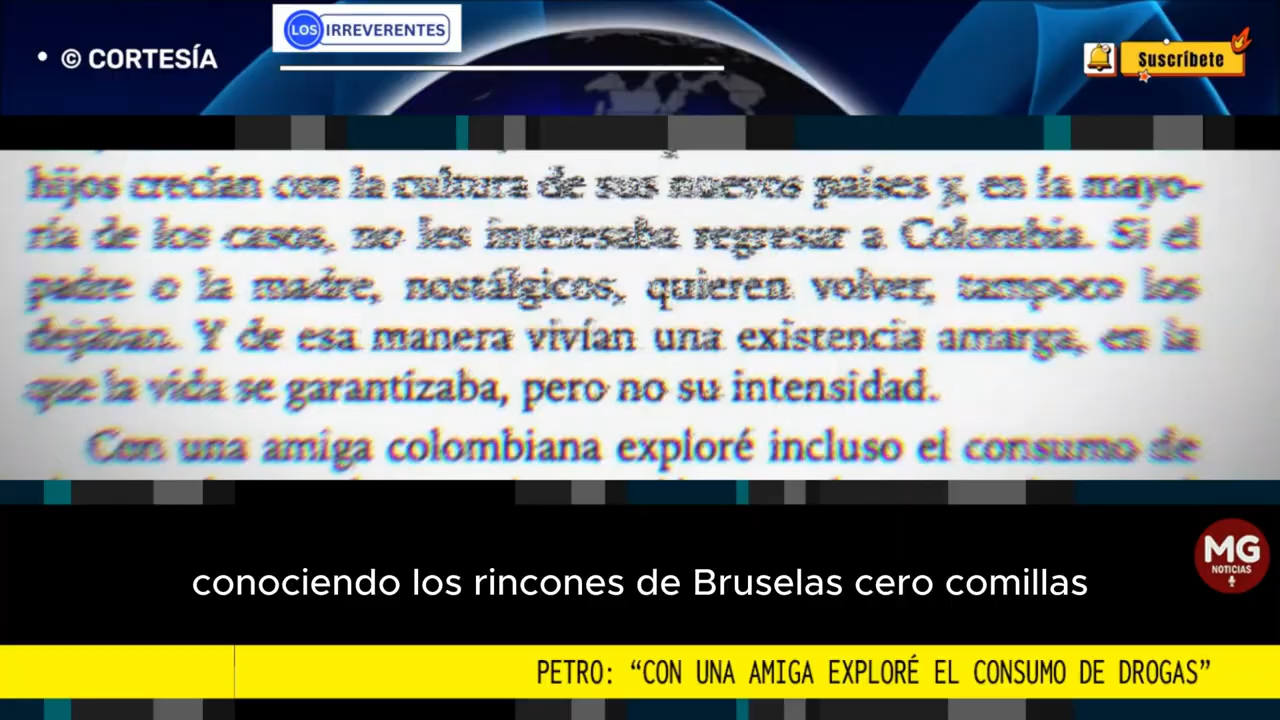 • © CORTESÍA
LOS IRREVERENTES
Suscríbete
hijos crecían con la cultura de sus nuevos países y, en la mayo-
ría de los casos, no les interesaba regresar a Colombia. Si el
padre o la madre, nostálgicos, quieren volver, tampoco los
dejaban. Y de esa manera vivían una existencia amarga, en la
que la vida se garantizaba, pero no su intensidad.
Con una amiga colombiana exploré incluso el consumo de
conociendo los rincones de Bruselas cero comillas
MG
NOTICIAS
PETRO: “CON UNA AMIGA EXPLORÉ EL CONSUMO DE DROGAS”